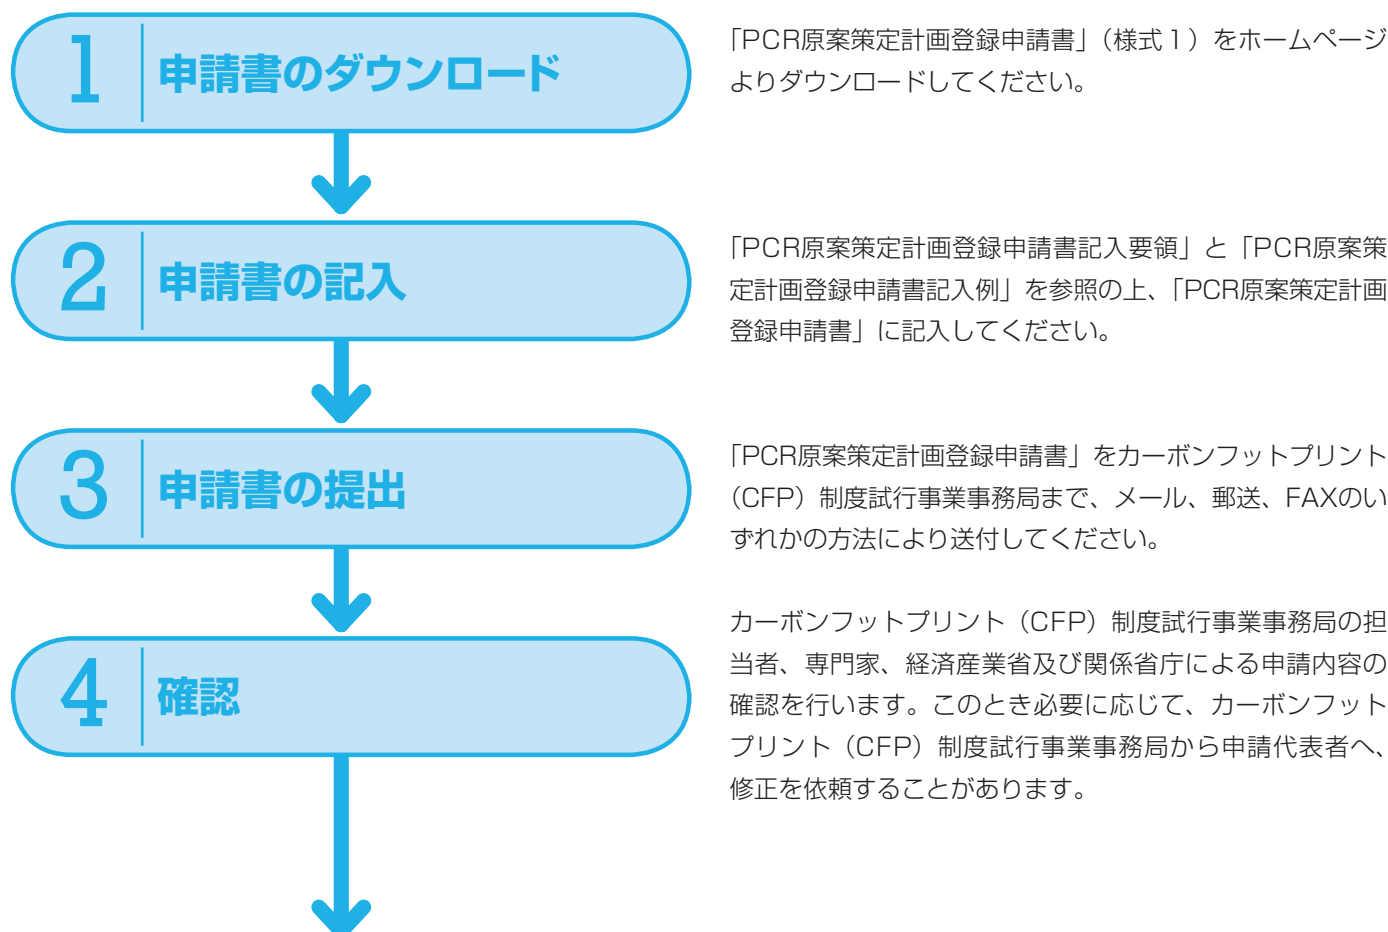 1 申請書のダウンロード
「PCR原案策定計画登録申請書」（様式１）をホームページ
よりダウンロードしてください。
2 申請書の記入
「PCR原案策定計画登録申請書記入要領」と「PCR原案策
定計画登録申請書記入例」を参照の上、「PCR原案策定計画
登録申請書」に記入してください。
3 申請書の提出
「PCR原案策定計画登録申請書」をカーボンフットプリント
（CFP）制度試行事業事務局まで、メール、郵送、FAXのい
ずれかの方法により送付してください。
4 確認
カーボンフットプリント（CFP）制度試行事業事務局の担
当者、専門家、経済産業省及び関係省庁による申請内容の
確認を行います。このとき必要に応じて、カーボンフット
プリント（CFP）制度試行事業事務局から申請代表者へ、
修正を依頼することがあります。